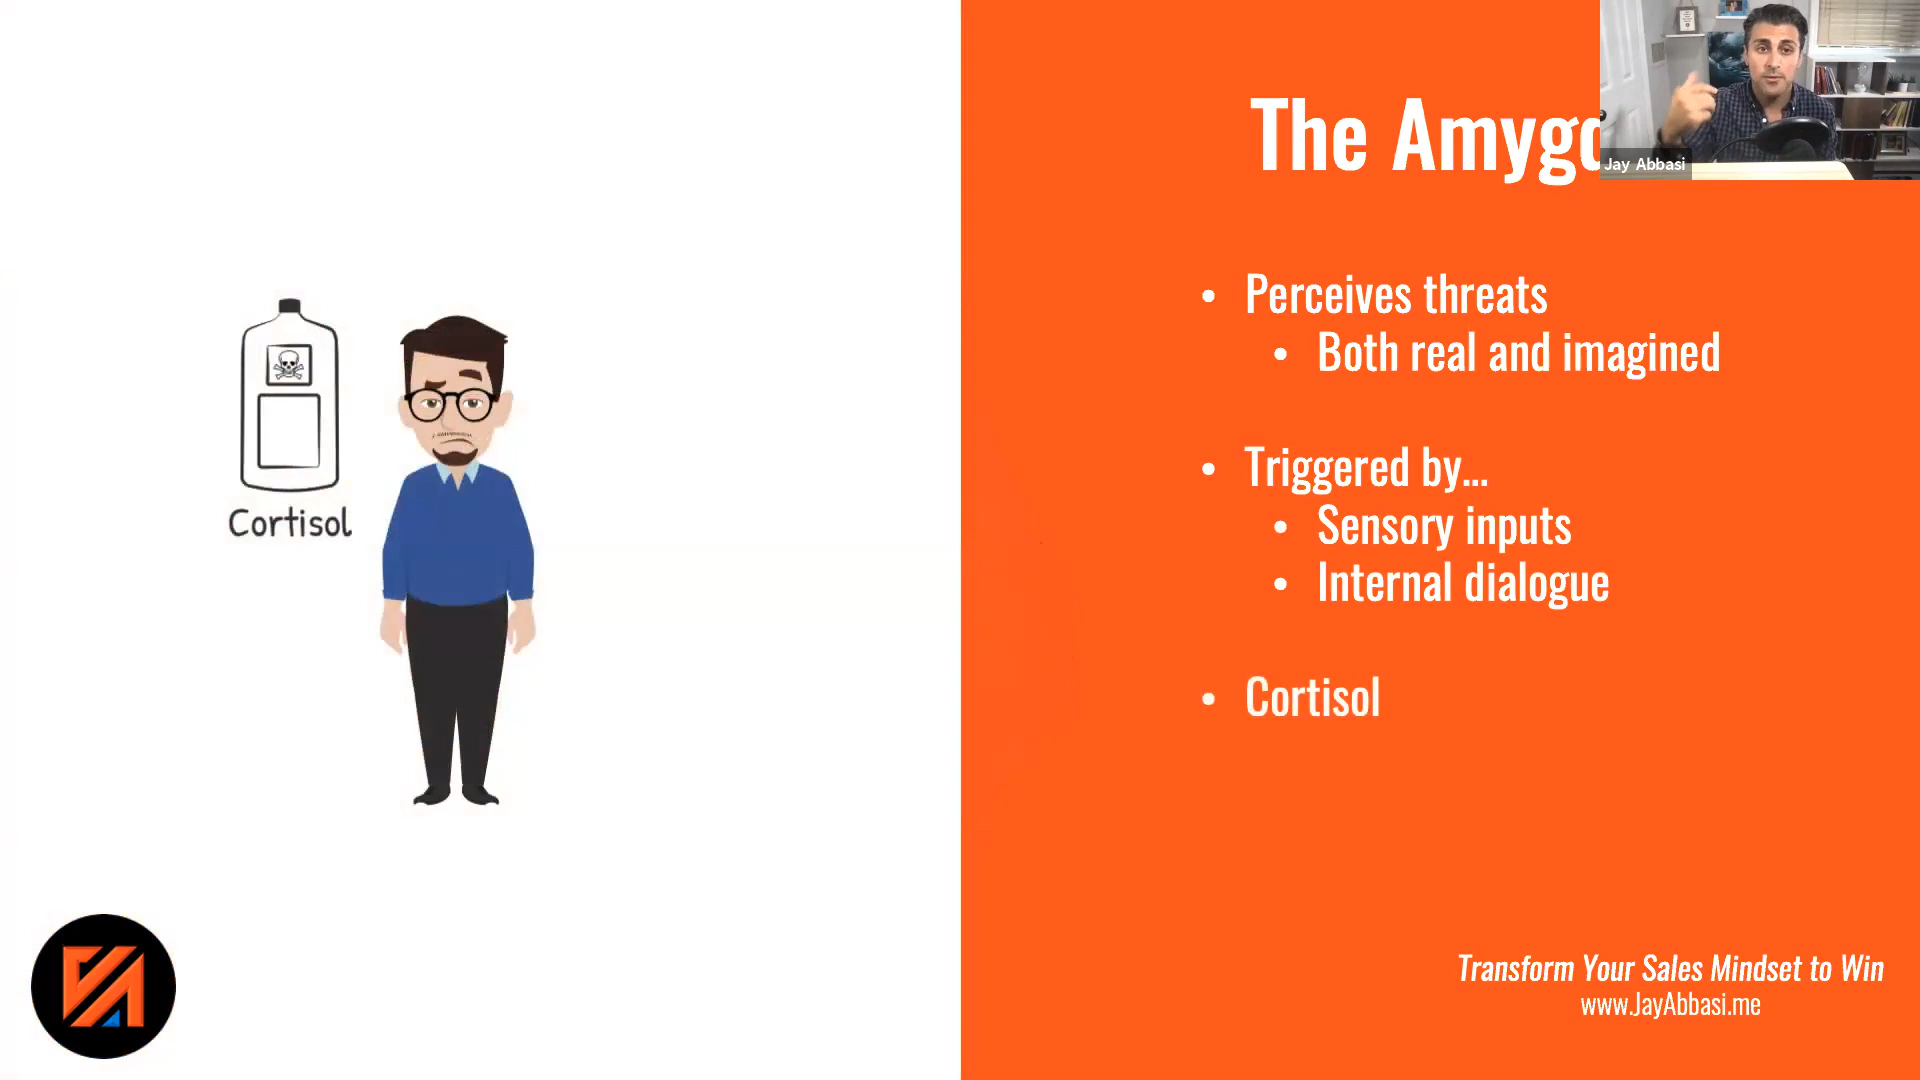 The Amygd
Jay Abbasi
• Perceives threats
• Both real and imagined
• Triggered by...
• Sensory inputs
• Internal dialogue
• Cortisol
Cortisol
Transform Your Sales Mindset to Win
www.JayAbbasi.me